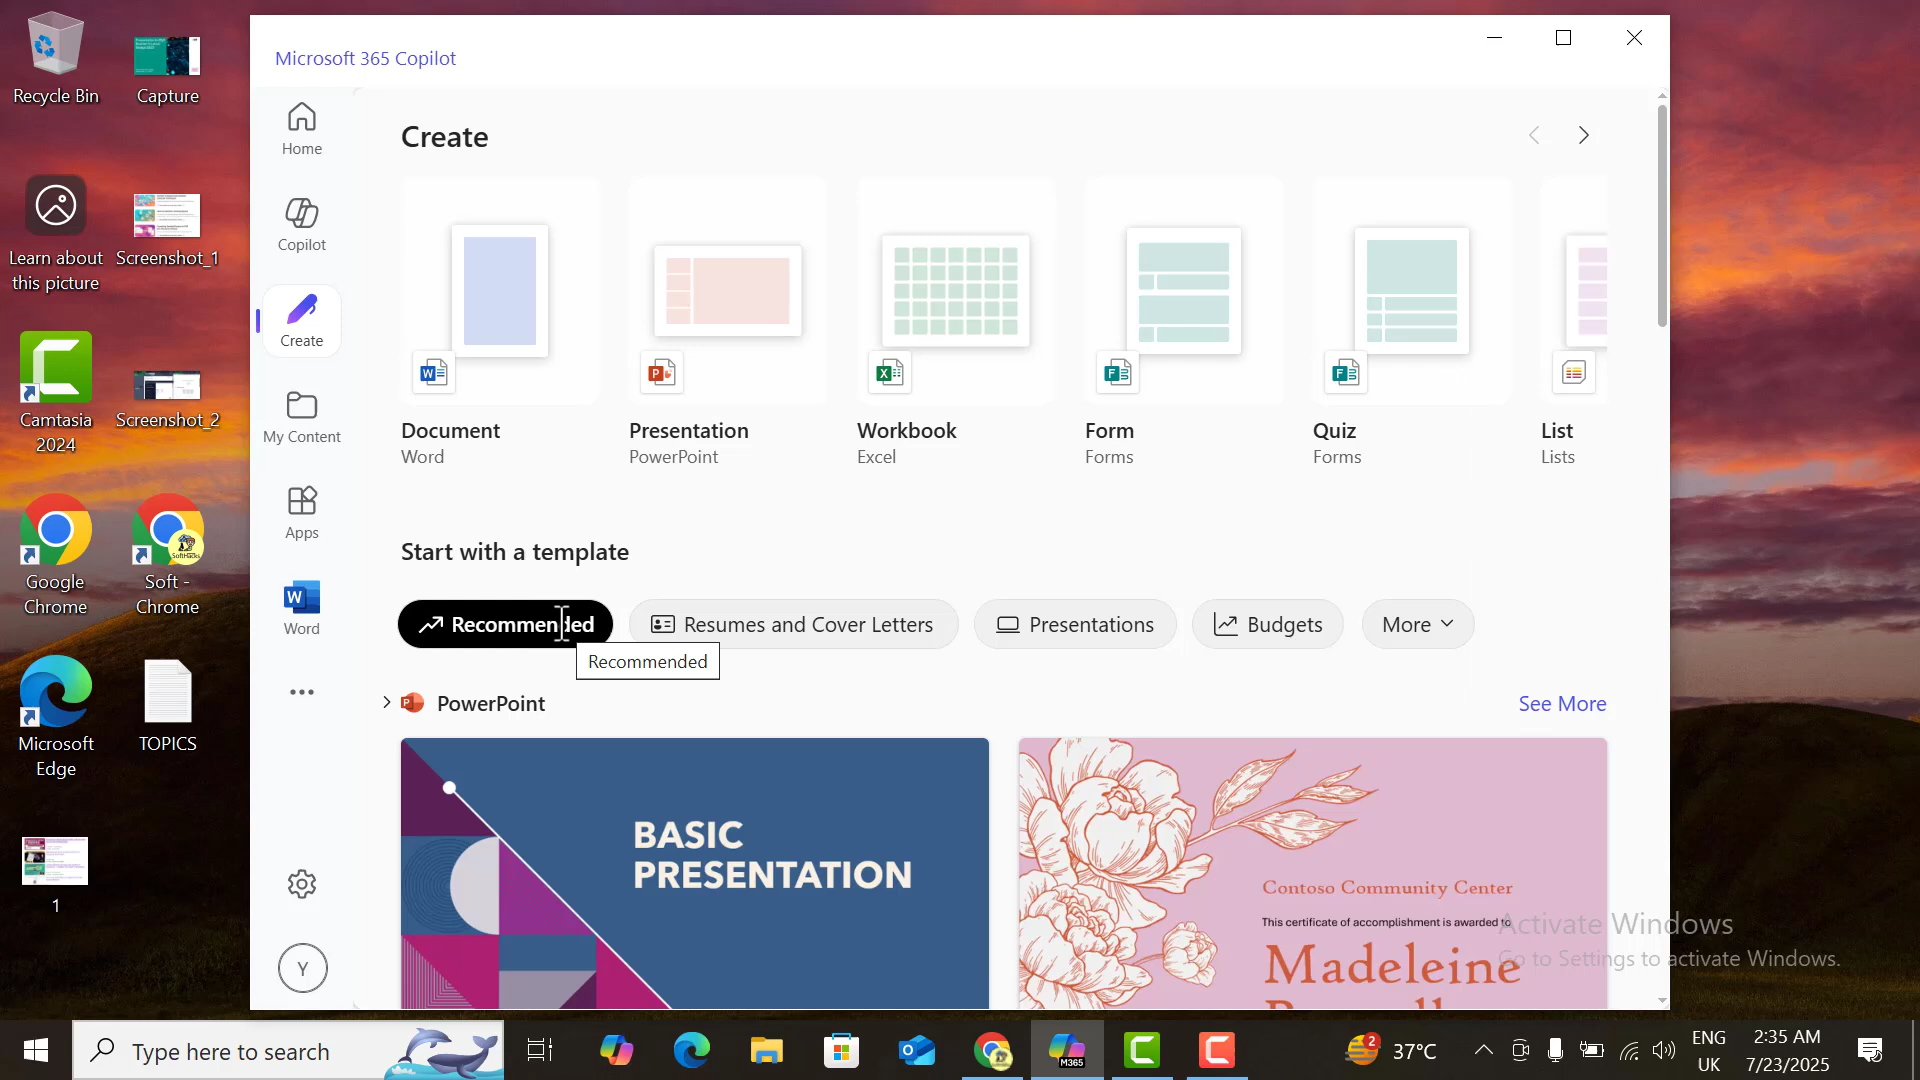 Recycle Bin
Capture
Learn about
this picture
Screenshot_1
Camtasia
2024
Screenshot_2
Google
Chrome
Soft -
Chrome
Microsoft
Edge
TOPICS
1
Microsoft 365 Copilot
Home
Copilot
Create
My Content
Apps
Word
Y
Create
Document
Word
Presentation
PowerPoint
Workbook
Excel
Form
Forms
Quiz
Forms
List
Lists
Start with a template
Recommended
Resumes and Cover Letters
Presentations
Budgets
More
Recommended
PowerPoint
See More
BASIC
PRESENTATION
Contoso Community Center
This certificate of accomplishment is awarded to
Madeleine
Activate Windows
Go to Settings to activate Windows.
Type here to search
M365
2
37°C
ENG
UK
2:35 AM
7/23/2025